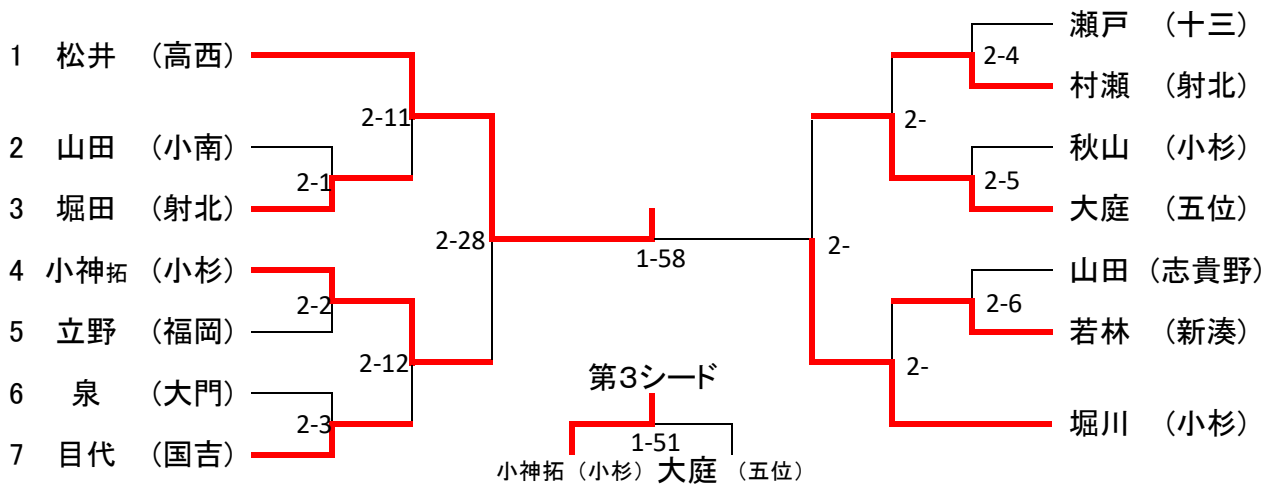 1 松井 （高西）
2 山田 （小南）
3 堀田 （射北）
4 小神拓 （小杉）
5 立野 （福岡）
6 泉 （大門）
7 目代 （国吉）
2-11
2-1
2-28
2-2
2-12
2-3
1-58
第３シード
1-51
小神拓（小杉） 大庭 （五位）
瀬戸 （十三）
2-4
村瀬 （射北）
2-
秋山 （小杉）
2-5
大庭 （五位）
2-
山田 （志貴野）
2-6
若林 （新湊）
2-
堀川 （小杉）